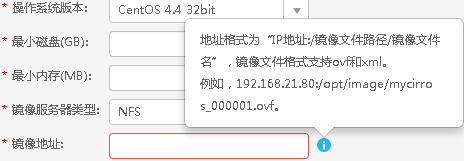 * 操作系统版本: CentOS 4.4 32bit
* 最小磁盘(GB):
* 最小内存(MB):
* 镜像服务器类型: NFS
* 镜像地址:
地址格式为“IP地址:/镜像文件路径/镜像文件
名”，镜像文件格式支持ovf和xml。
例如，192.168.21.80:/opt/image/mycirro
s_000001.ovf。